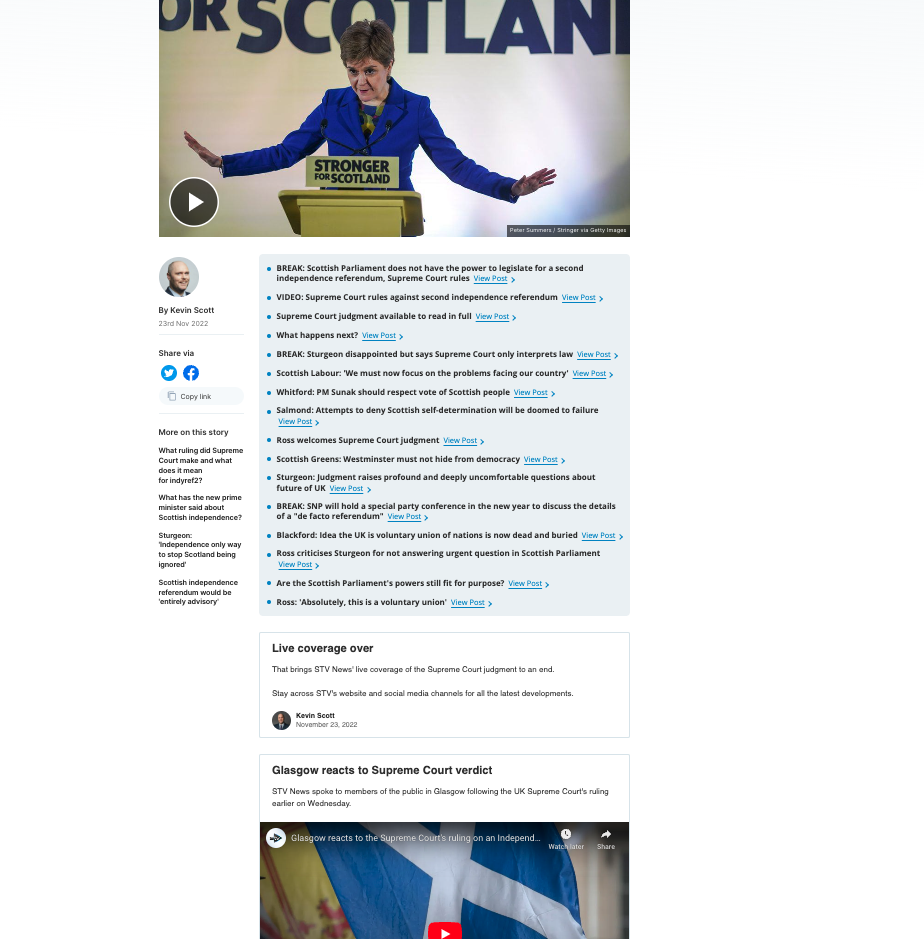 OR SCOTLAN
STRONGER
FOR SCOTLAND
Peter Summers / Stringer via Getty Images
By Kevin Scott
23rd Nov 2022
Share via
Copy link
More on this story
What ruling did Supreme
Court make and what
does it mean
for indyref2?
What has the new prime
minister said about
Scottish independence?
Sturgeon:
'Independence only way
to stop Scotland being
ignored'
Scottish independence
referendum would be
'entirely advisory'
BREAK: Scottish Parliament does not have the power to legislate for a second
independence referendum, Supreme Court rules View Post
VIDEO: Supreme Court rules against second independence referendum View Post
Supreme Court judgment available to read in full View Post
What happens next? View Post
BREAK: Sturgeon disappointed but says Supreme Court only interprets law View Post
Scottish Labour: 'We must now focus on the problems facing our country' View Post
Whitford: PM Sunak should respect vote of Scottish people View Post
Salmond: Attempts to deny Scottish self-determination will be doomed to failure
View Post
Ross welcomes Supreme Court judgment View Post
Scottish Greens: Westminster must not hide from democracy View Post
Sturgeon: Judgment raises profound and deeply uncomfortable questions about
future of UK View Post
BREAK: SNP will hold a special party conference in the new year to discuss the details
of a "de facto referendum" View Post
Blackford: Idea the UK is voluntary union of nations is now dead and buried View Post
Ross criticises Sturgeon for not answering urgent question in Scottish Parliament
View Post
Are the Scottish Parliament's powers still fit for purpose? View Post
Ross: 'Absolutely, this is a voluntary union' View Post
Live coverage over
That brings STV News' live coverage of the Supreme Court judgment to an end.
Stay across STV's website and social media channels for all the latest developments.
Kevin Scott
November 23, 2022
Glasgow reacts to Supreme Court verdict
STV News spoke to members of the public in Glasgow following the UK Supreme Court's ruling
earlier on Wednesday.
Glasgow reacts to the Supreme Court's ruling on an Independ...
Watch later
Share